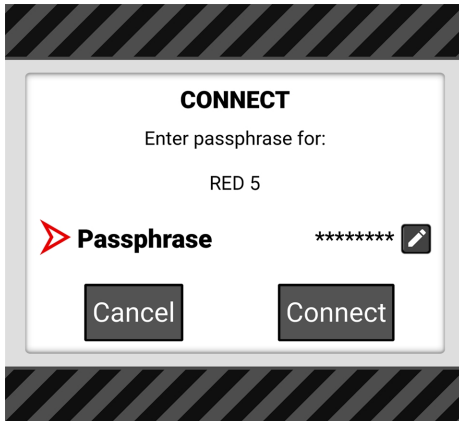 CONNECT
Enter passphrase for:
RED 5
Passphrase ********
Cancel Connect